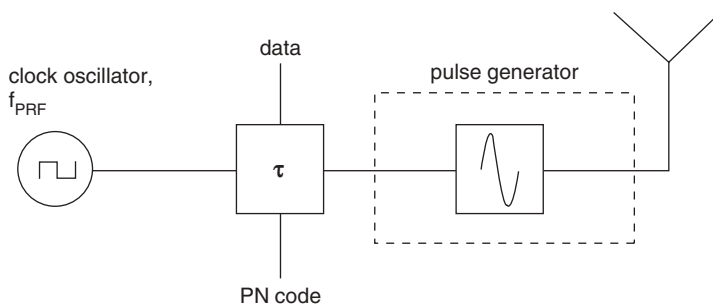 data
clock oscillator,
f_PRF
pulse generator
τ
PN code